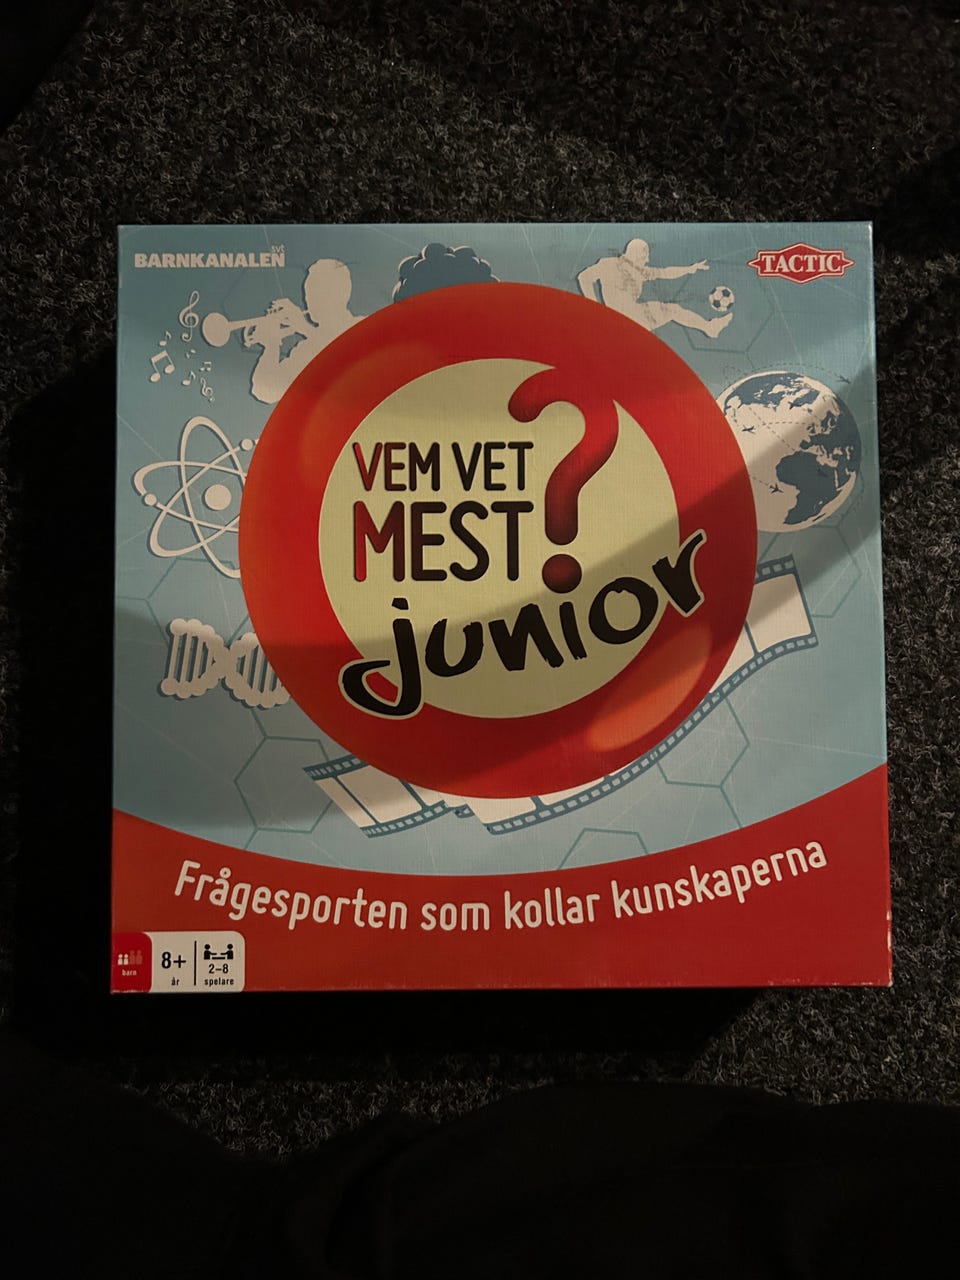 BARNKANALEN svt
TACTIC
VEM VET
MEST?
junior
Frågesporten som kollar kunskaperna
barn
8+
år
2-8
spelare